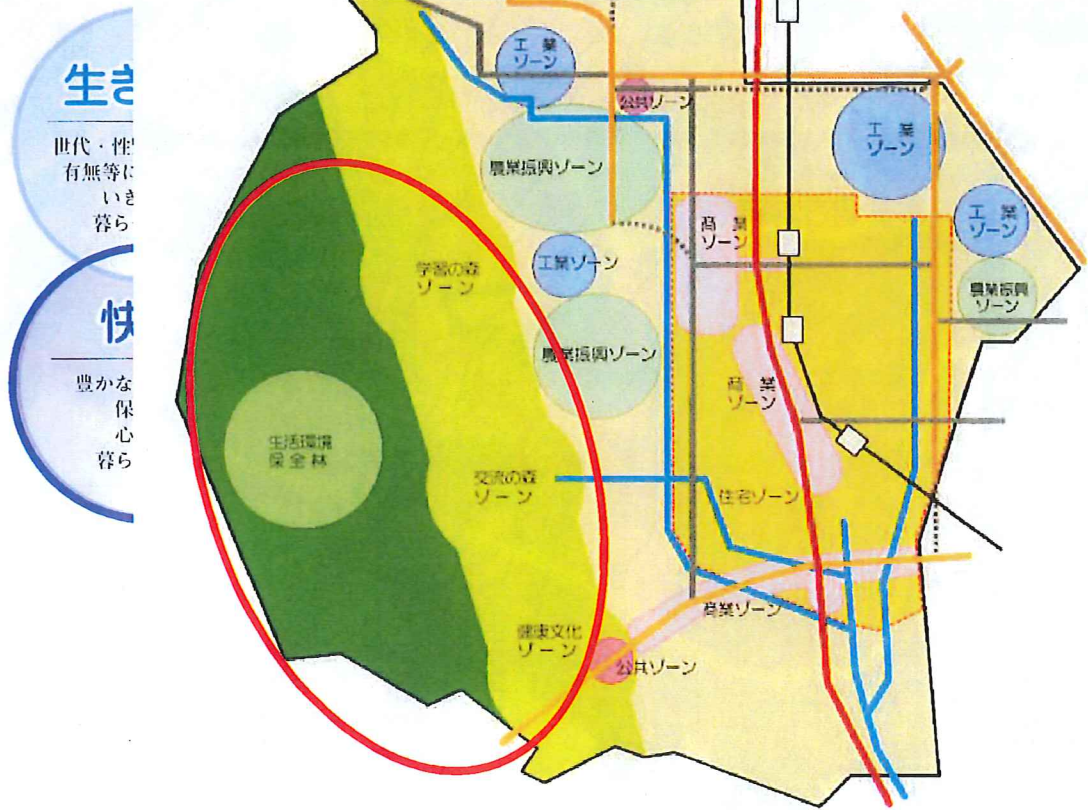 生き
世代・性
有無等に
いき
暮ら
快
豊かな
保
心
暮ら
工業
ゾーン
公共ゾーン
農業振興ゾーン
工業
ゾーン
商業
ゾーン
工業
ゾーン
学習の森
ゾーン
工業ゾーン
農業振興
ゾーン
農業振興ゾーン
商業
ゾーン
生活環境
保全林
交流の森
ゾーン
住宅ゾーン
商業ゾーン
健康文化
ゾーン
公共ゾーン